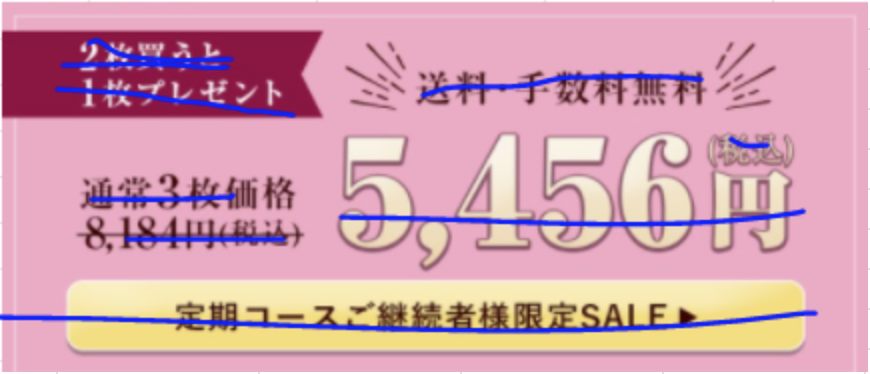 2枚買うと
1枚プレゼント
送料・手数料無料
通常3枚価格
8,184円(税込)
5,456円(税込)
定期コースご継続者様限定SALE▶